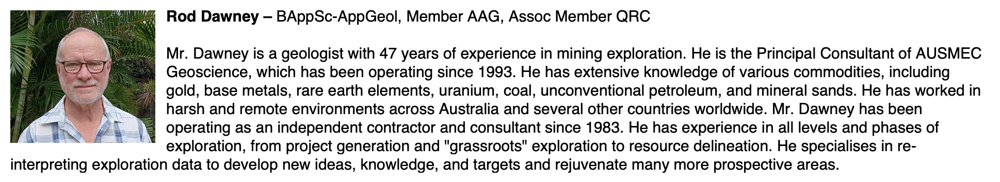 Rod Dawney – BAppSc-AppGeol, Member AAG, Assoc Member QRC
Mr. Dawney is a geologist with 47 years of experience in mining exploration. He is the Principal Consultant of AUSMEC
Geoscience, which has been operating since 1993. He has extensive knowledge of various commodities, including
gold, base metals, rare earth elements, uranium, coal, unconventional petroleum, and mineral sands. He has worked in
harsh and remote environments across Australia and several other countries worldwide. Mr. Dawney has been
operating as an independent contractor and consultant since 1983. He has experience in all levels and phases of
exploration, from project generation and "grassroots" exploration to resource delineation. He specialises in re-
interpreting exploration data to develop new ideas, knowledge, and targets and rejuvenate many more prospective areas.